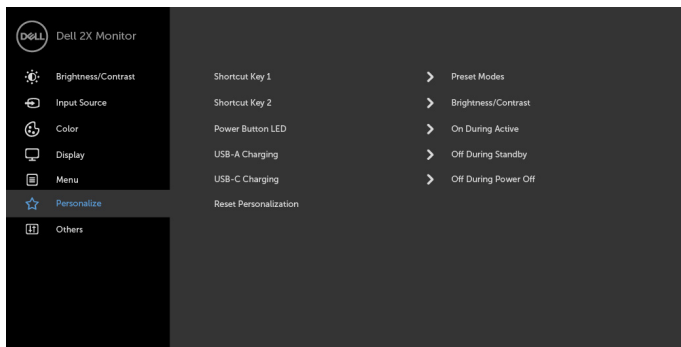 DELL Dell 2X Monitor
Brightness/Contrast Shortcut Key 1 Preset Modes
Input Source Shortcut Key 2 Brightness/Contrast
Color Power Button LED On During Active
Display USB-A Charging Off During Standby
Menu USB-C Charging Off During Power Off
Personalize Reset Personalization
Others